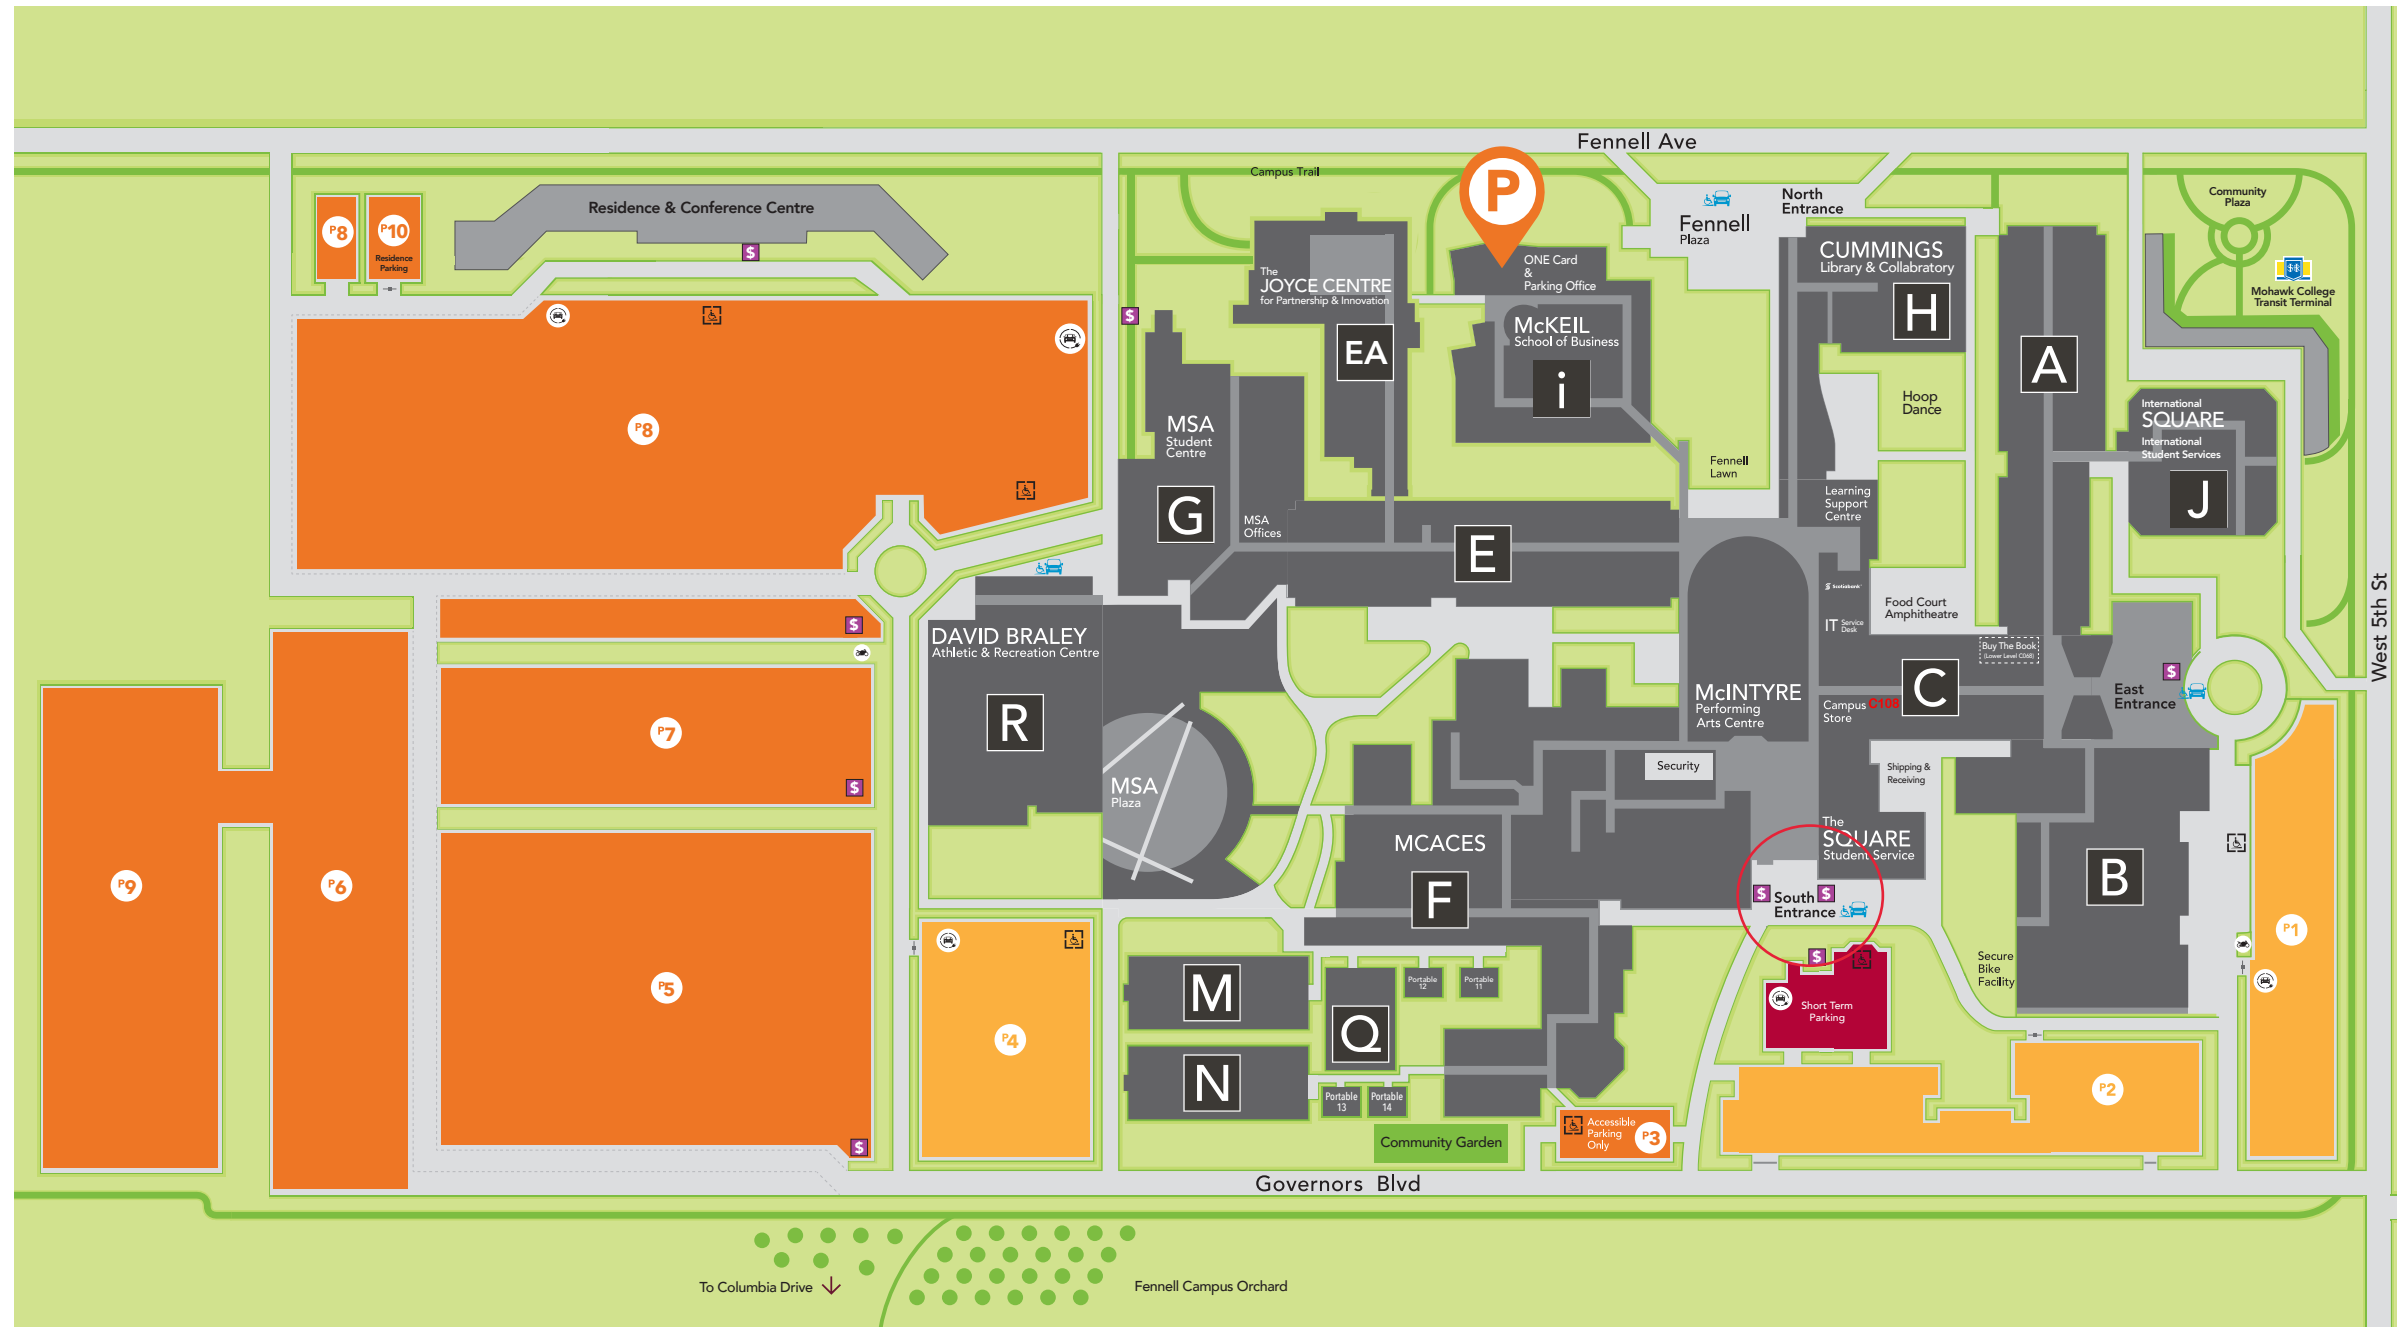 Fennell Ave
Campus Trail
P
North
Entrance
Fennell
Plaza
Community
Plaza
P8
P10
Residence
Parking
Residence & Conference Centre
$
The
JOYCE CENTRE
for Partnership & Innovation
EA
ONE Card
&
Parking Office
McKEIL
School of Business
i
CUMMINGS
Library & Collabratory
H
A
Mohawk College
Transit Terminal
$
Hoop
Dance
International
SQUARE
International
Student Services
J
P8
MSA
Student
Centre
G
MSA
Offices
E
Fennell
Lawn
Learning
Support
Centre
Scotiabank
IT Service
Desk
Food Court
Amphitheatre
Buy The Book
(Lower Level C068)
West 5th St
$
DAVID BRALEY
Athletic & Recreation Centre
R
McINTYRE
Performing
Arts Centre
Campus C108
Store
C
$
East
Entrance
P7
$
MSA
Plaza
Security
Shipping &
Receiving
The
SQUARE
Student Service
P9
P6
MCACES
F
B
$ $
South
Entrance
P1
P5
P4
M
Q
Portable
12
Portable
11
$
Short Term
Parking
Secure
Bike
Facility
N
Portable
13
Portable
14
P2
$
Community Garden
Accessible
Parking
Only
P3
Governors Blvd
To Columbia Drive
Fennell Campus Orchard